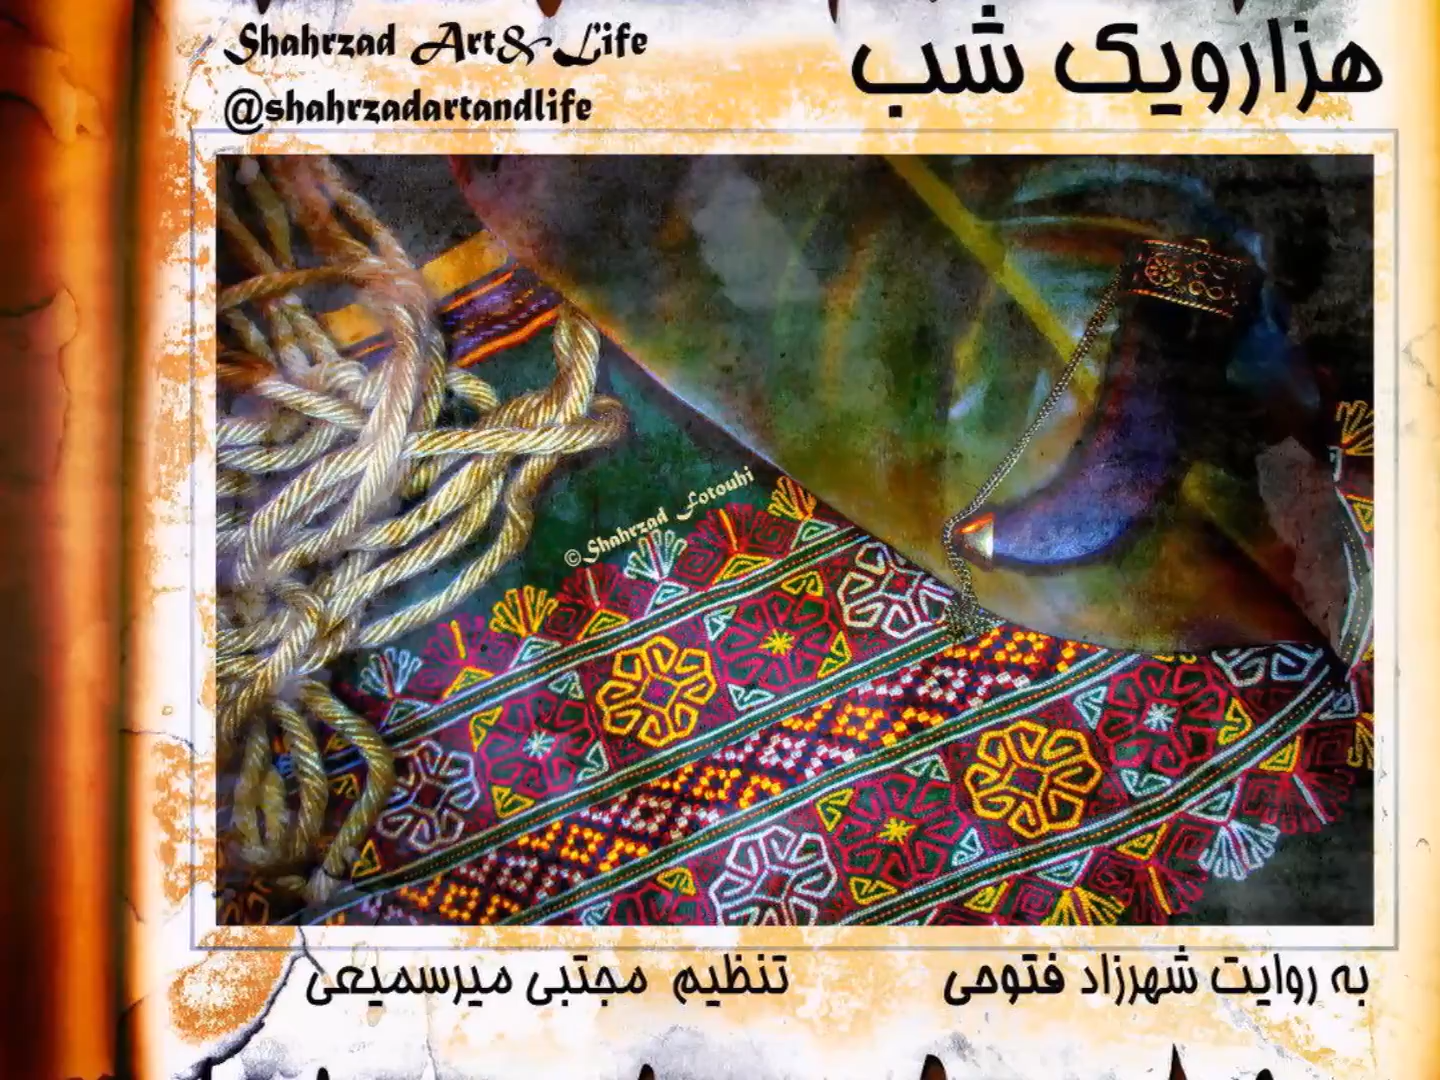 Shahrzad Art & Life
@shahrzadartandlife
هزارویک شب
© Shahrzad Fotouhi
به روایت شهرزاد فتوحی
تنظیم مجتبی میرسمیعی